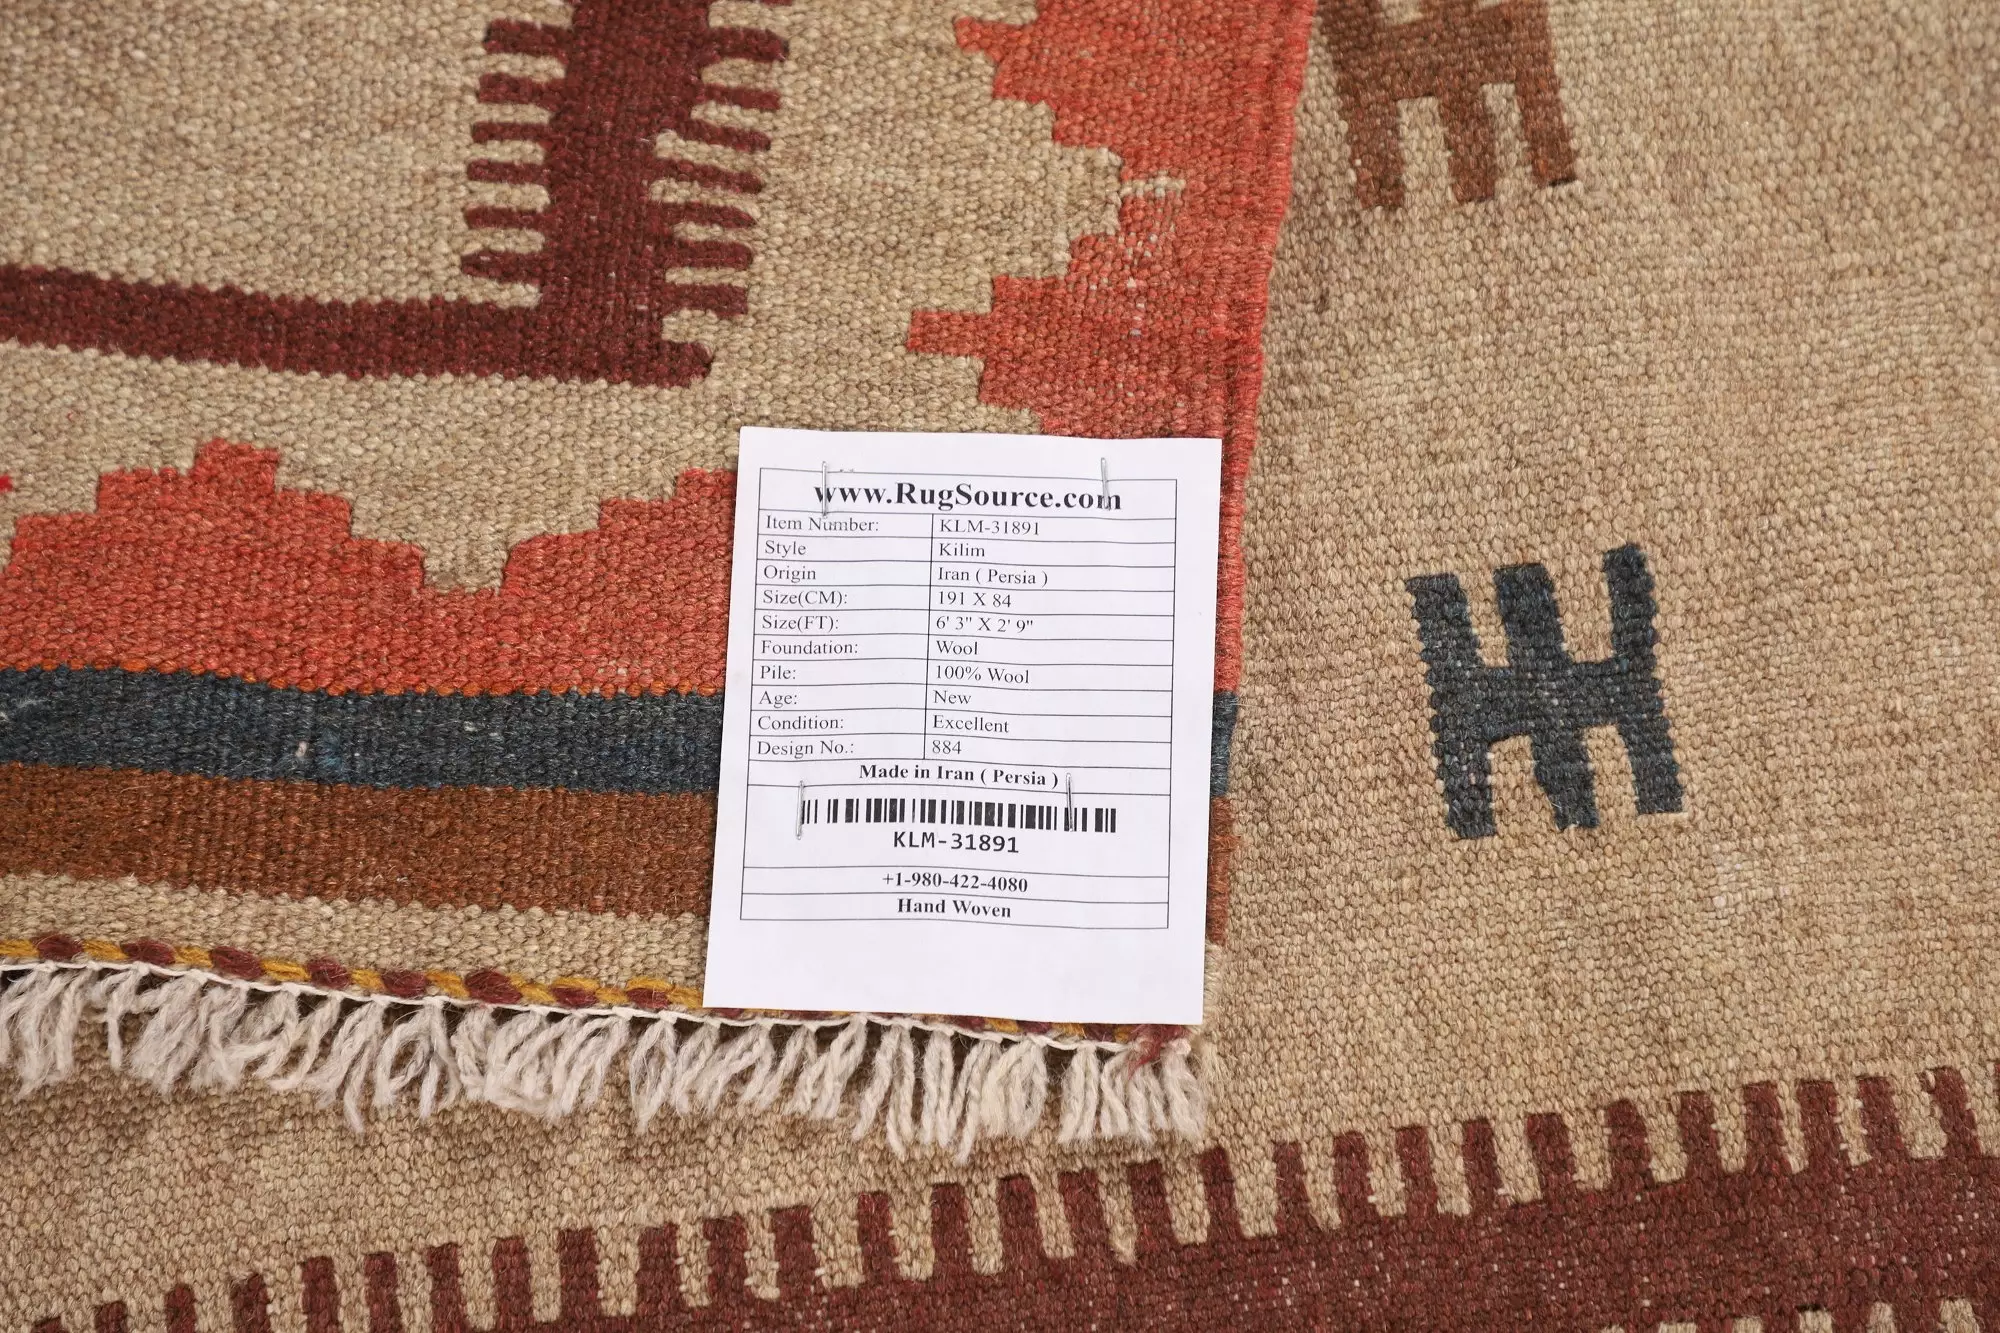 www.RugSource.com
Item Number: KLM-31891
Style Kilim
Origin Iran ( Persia )
Size(CM): 191 X 84
Size(FT): 6' 3" X 2' 9"
Foundation: Wool
Pile: 100% Wool
Age: New
Condition: Excellent
Design No.: 884
Made in Iran ( Persia )
KLM-31891
+1-980-422-4080
Hand Woven